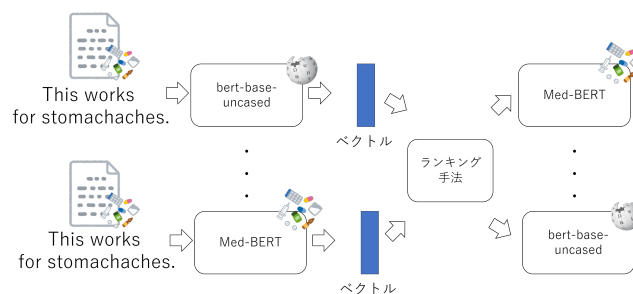 This works
for stomachaches.
bert-base-
uncased
ベクトル
Med-BERT
ランキング
手法
This works
for stomachaches.
Med-BERT
ベクトル
bert-base-
uncased